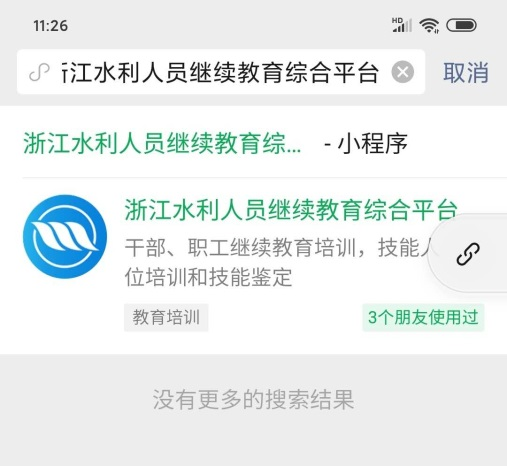 11:26
HD
江水利人员继续教育综合平台
取消
浙江水利人员继续教育综... - 小程序
浙江水利人员继续教育综合平台
干部、职工继续教育培训，技能人
位培训和技能鉴定
教育培训
3个朋友使用过
没有更多的搜索结果